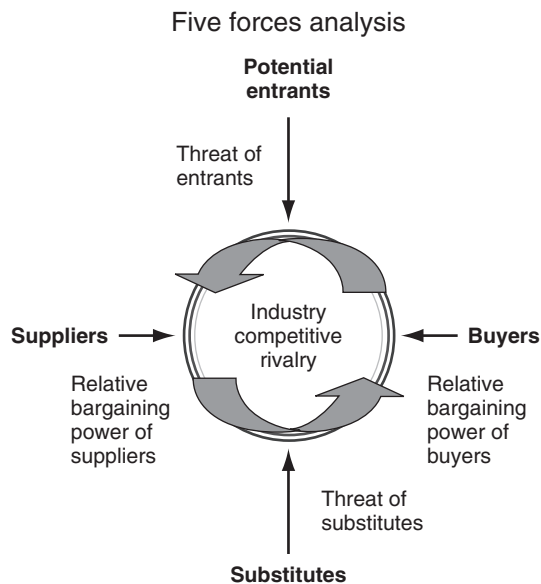 Five forces analysis
Potential
entrants
Threat of
entrants
Industry
competitive
rivalry
Suppliers
Buyers
Relative
bargaining
power of
suppliers
Relative
bargaining
power of
buyers
Threat of
substitutes
Substitutes